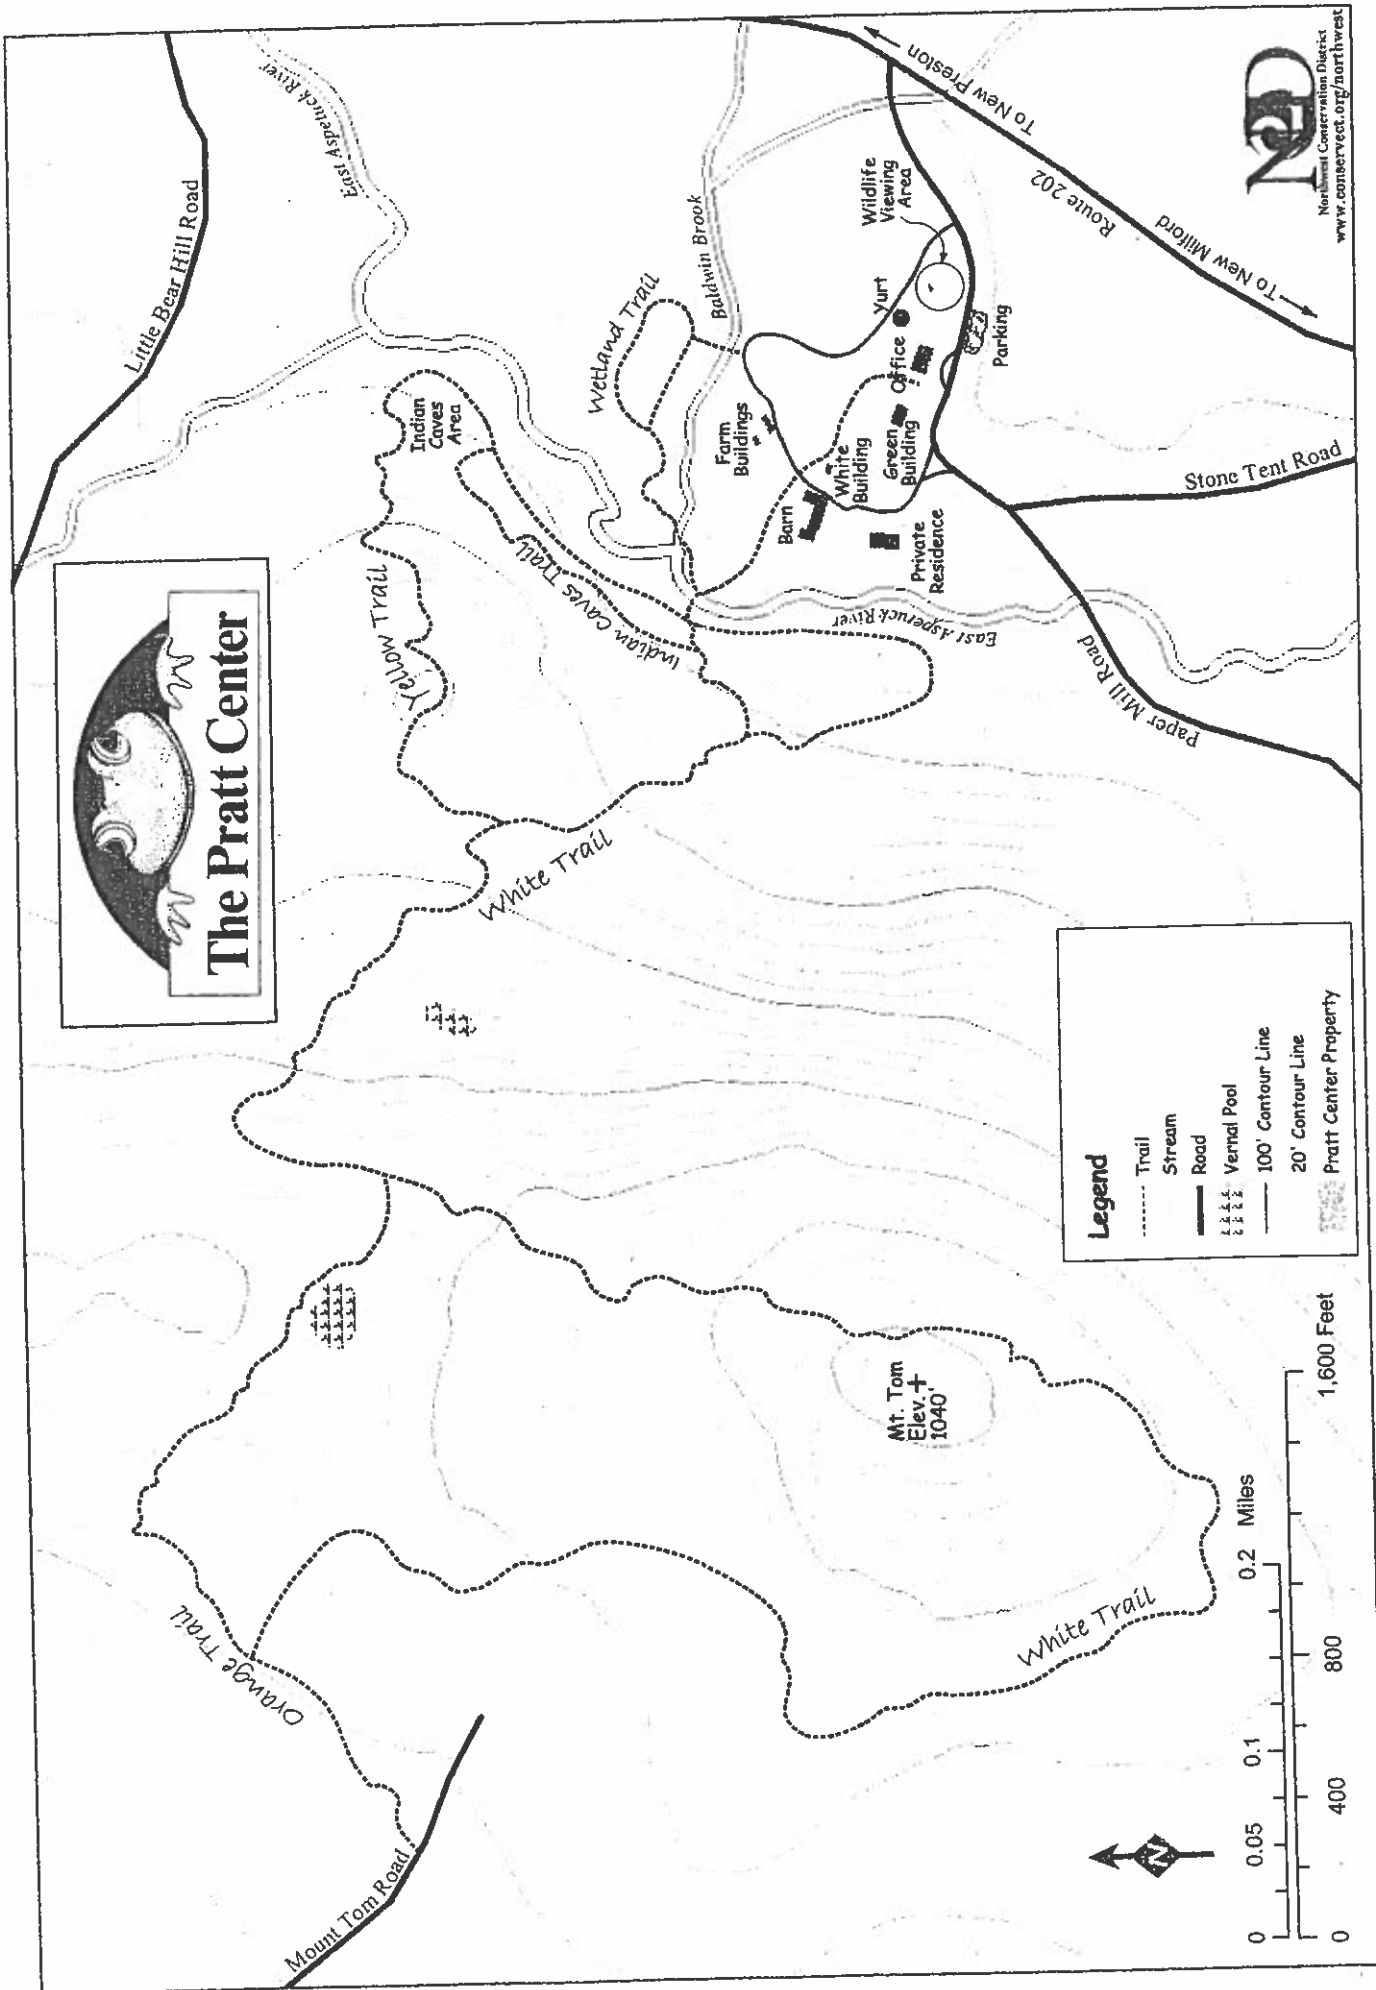 The Pratt Center
Little Bear Hill Road
East Aspetuck River
Indian
Caves
Area
Yellow Trail
Indian Caves Trail
Wetland Trail
Baldwin Brook
Farm
Buildings
Barn
White
Building
Green
Building
Office
Yurt
Wildlife
Viewing
Area
Parking
Private
Residence
East Aspetuck River
Paper Mill Road
Stone Tent Road
To New Preston
Route 202
To New Milford
White Trail
Orange Trail
Mount Tom Road
Mt. Tom
Elev.
1040'
White Trail
N
0 0.05 0.1 0.2 Miles
0 400 800 1,600 Feet
Legend
Trail
Stream
Road
Vernal Pool
100' Contour Line
20' Contour Line
Pratt Center Property
Northwest Conservation District
www.conservect.org/northwest